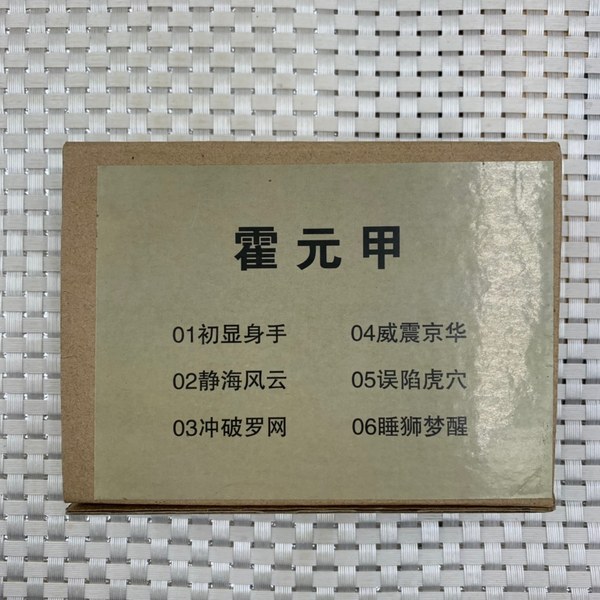 霍元甲
01初显身手
02静海风云
03冲破罗网
04威震京华
05误陷虎穴
06睡狮梦醒